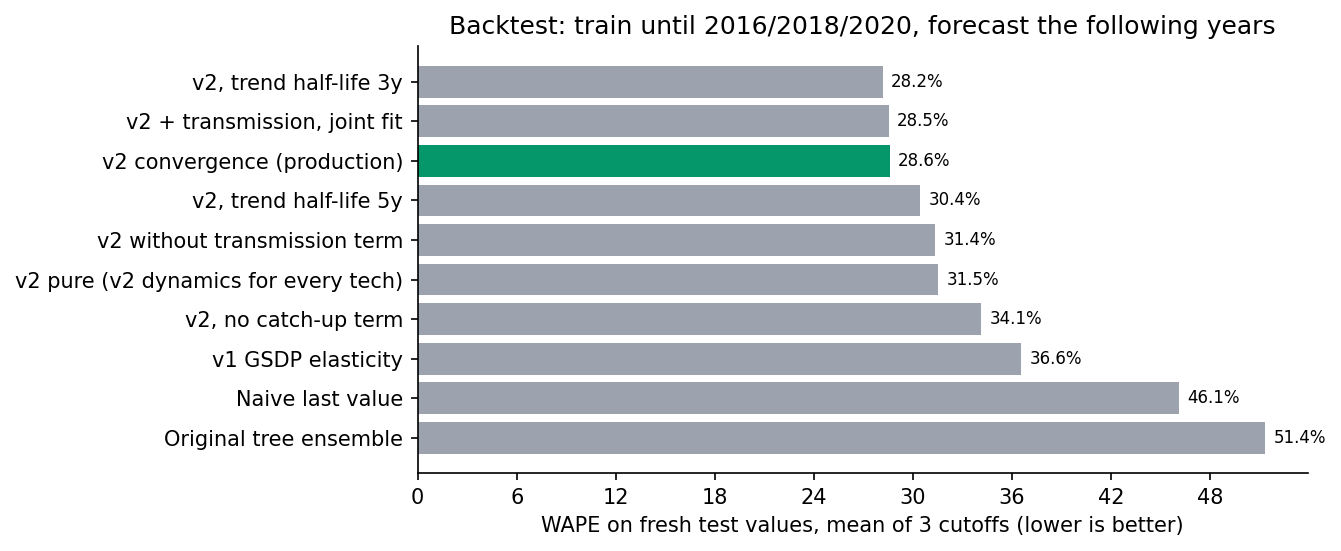 Backtest: train until 2016/2018/2020, forecast the following years
v2, trend half-life 3y 28.2%
v2 + transmission, joint fit 28.5%
v2 convergence (production) 28.6%
v2, trend half-life 5y 30.4%
v2 without transmission term 31.4%
v2 pure (v2 dynamics for every tech) 31.5%
v2, no catch-up term 34.1%
v1 GSDP elasticity 36.6%
Naive last value 46.1%
Original tree ensemble 51.4%
0 6 12 18 24 30 36 42 48
WAPE on fresh test values, mean of 3 cutoffs (lower is better)